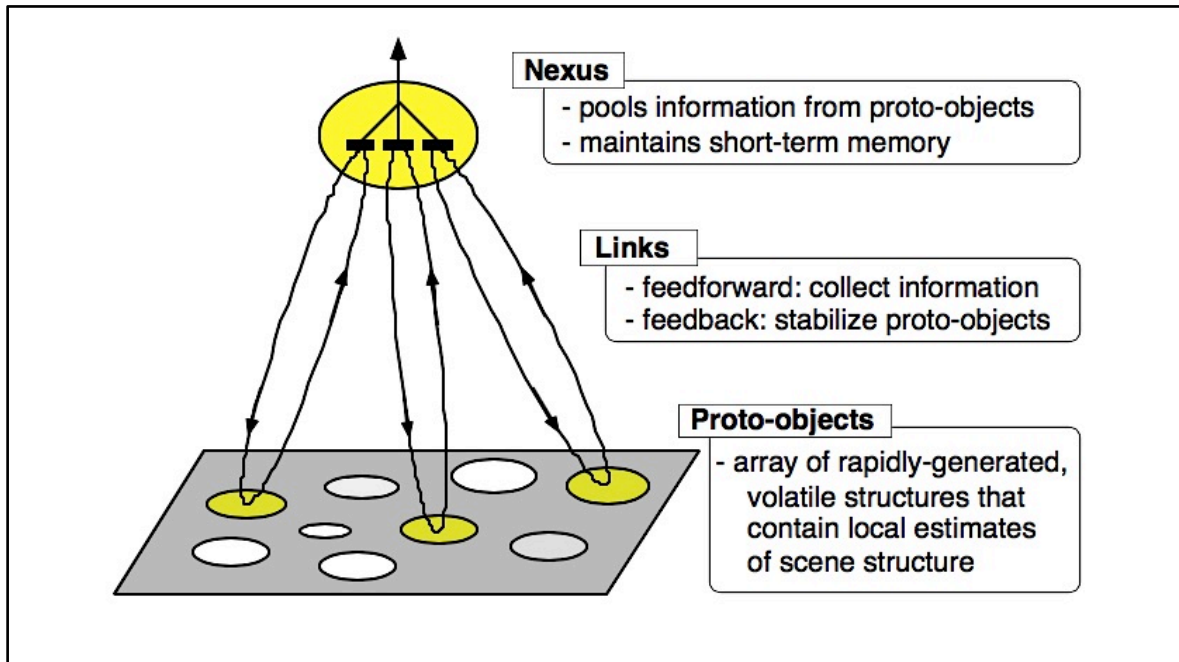 Nexus
- pools information from proto-objects
- maintains short-term memory
Links
- feedforward: collect information
- feedback: stabilize proto-objects
Proto-objects
- array of rapidly-generated,
volatile structures that
contain local estimates
of scene structure